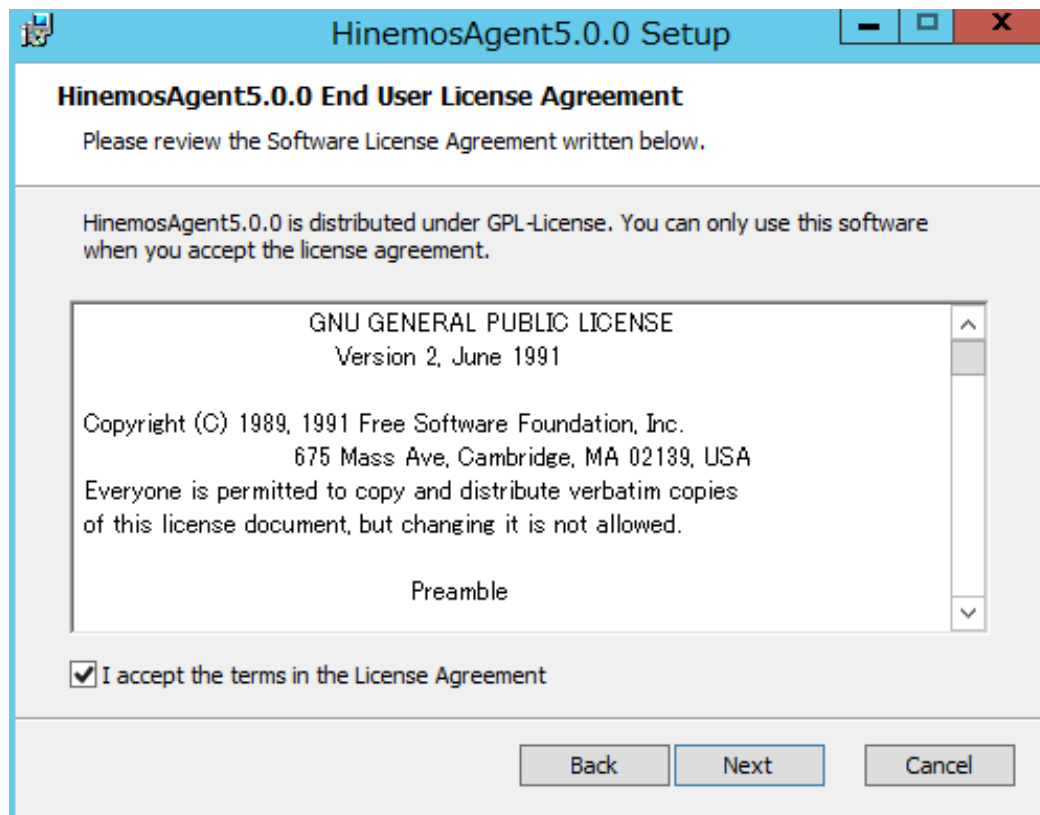 HinemosAgent5.0.0 Setup
HinemosAgent5.0.0 End User License Agreement
Please review the Software License Agreement written below.
HinemosAgent5.0.0 is distributed under GPL-License. You can only use this software
when you accept the license agreement.
GNU GENERAL PUBLIC LICENSE
Version 2, June 1991
Copyright (C) 1989, 1991 Free Software Foundation, Inc.
675 Mass Ave, Cambridge, MA 02139, USA
Everyone is permitted to copy and distribute verbatim copies
of this license document, but changing it is not allowed.
Preamble
I accept the terms in the License Agreement
Back Next Cancel